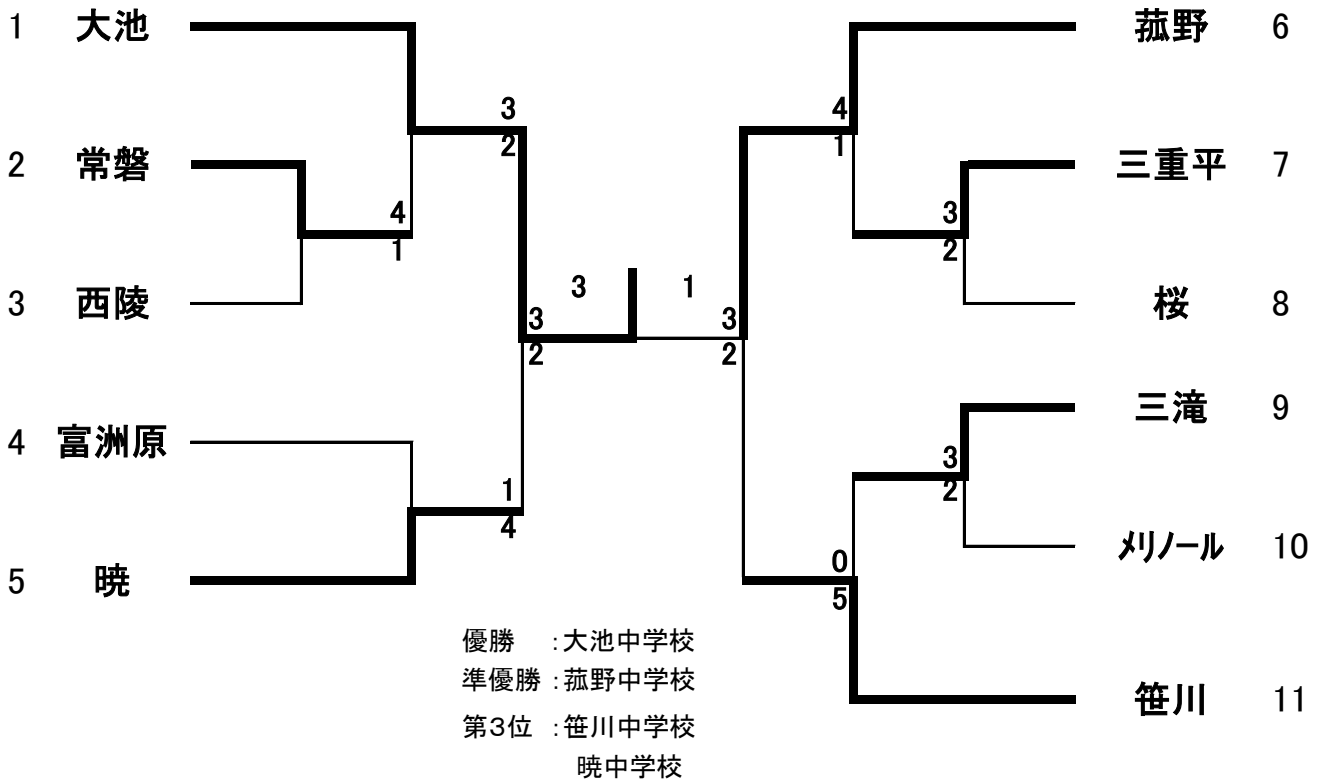 1 大池
3
2
2 常磐
4
1
3 西陵
4 富洲原
1
4
5 暁
3
2
3
1
3
2
菰野 6
4
1
三重平 7
3
2
桜 8
三滝 9
3
2
メリノール 10
0
5
笹川 11
優勝 :大池中学校
準優勝 :菰野中学校
第3位 :笹川中学校
暁中学校